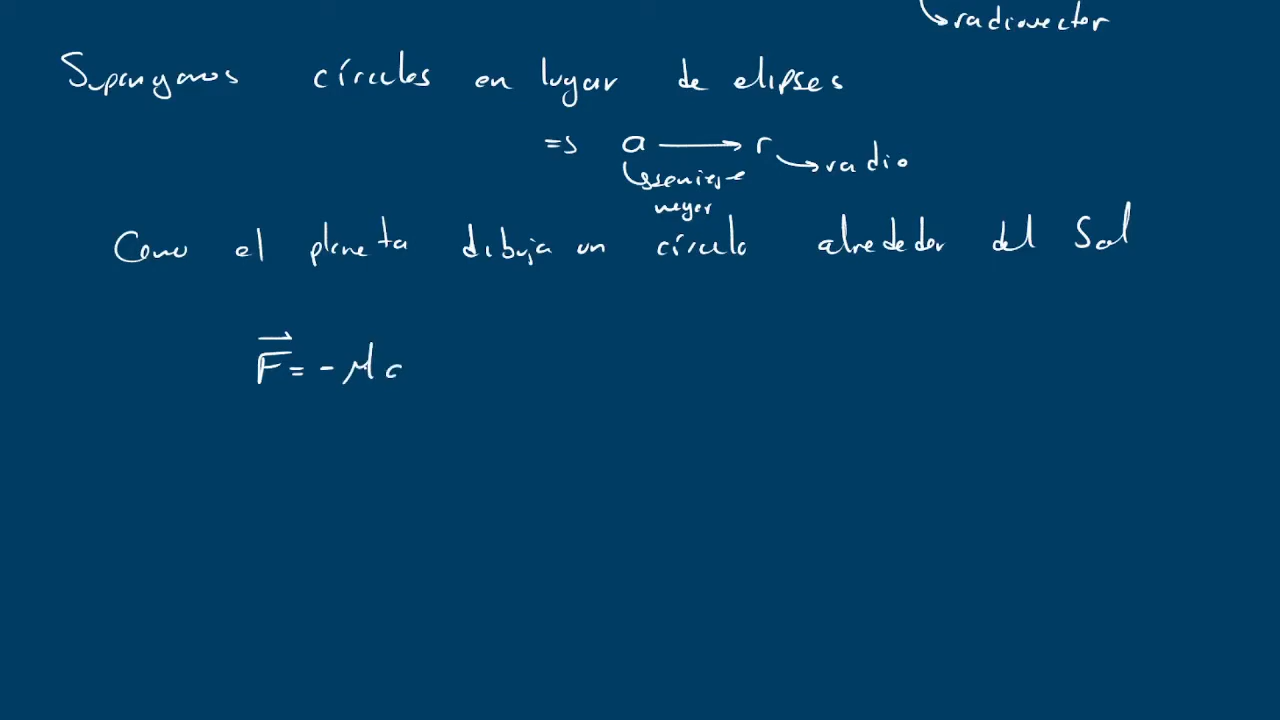 radiovector
Supongamos círculos en lugar de elipses
=> a → r
radio
semieje
mayor
Como el planeta dibuja un círculo alrededor del Sol
F⃗ = - M c